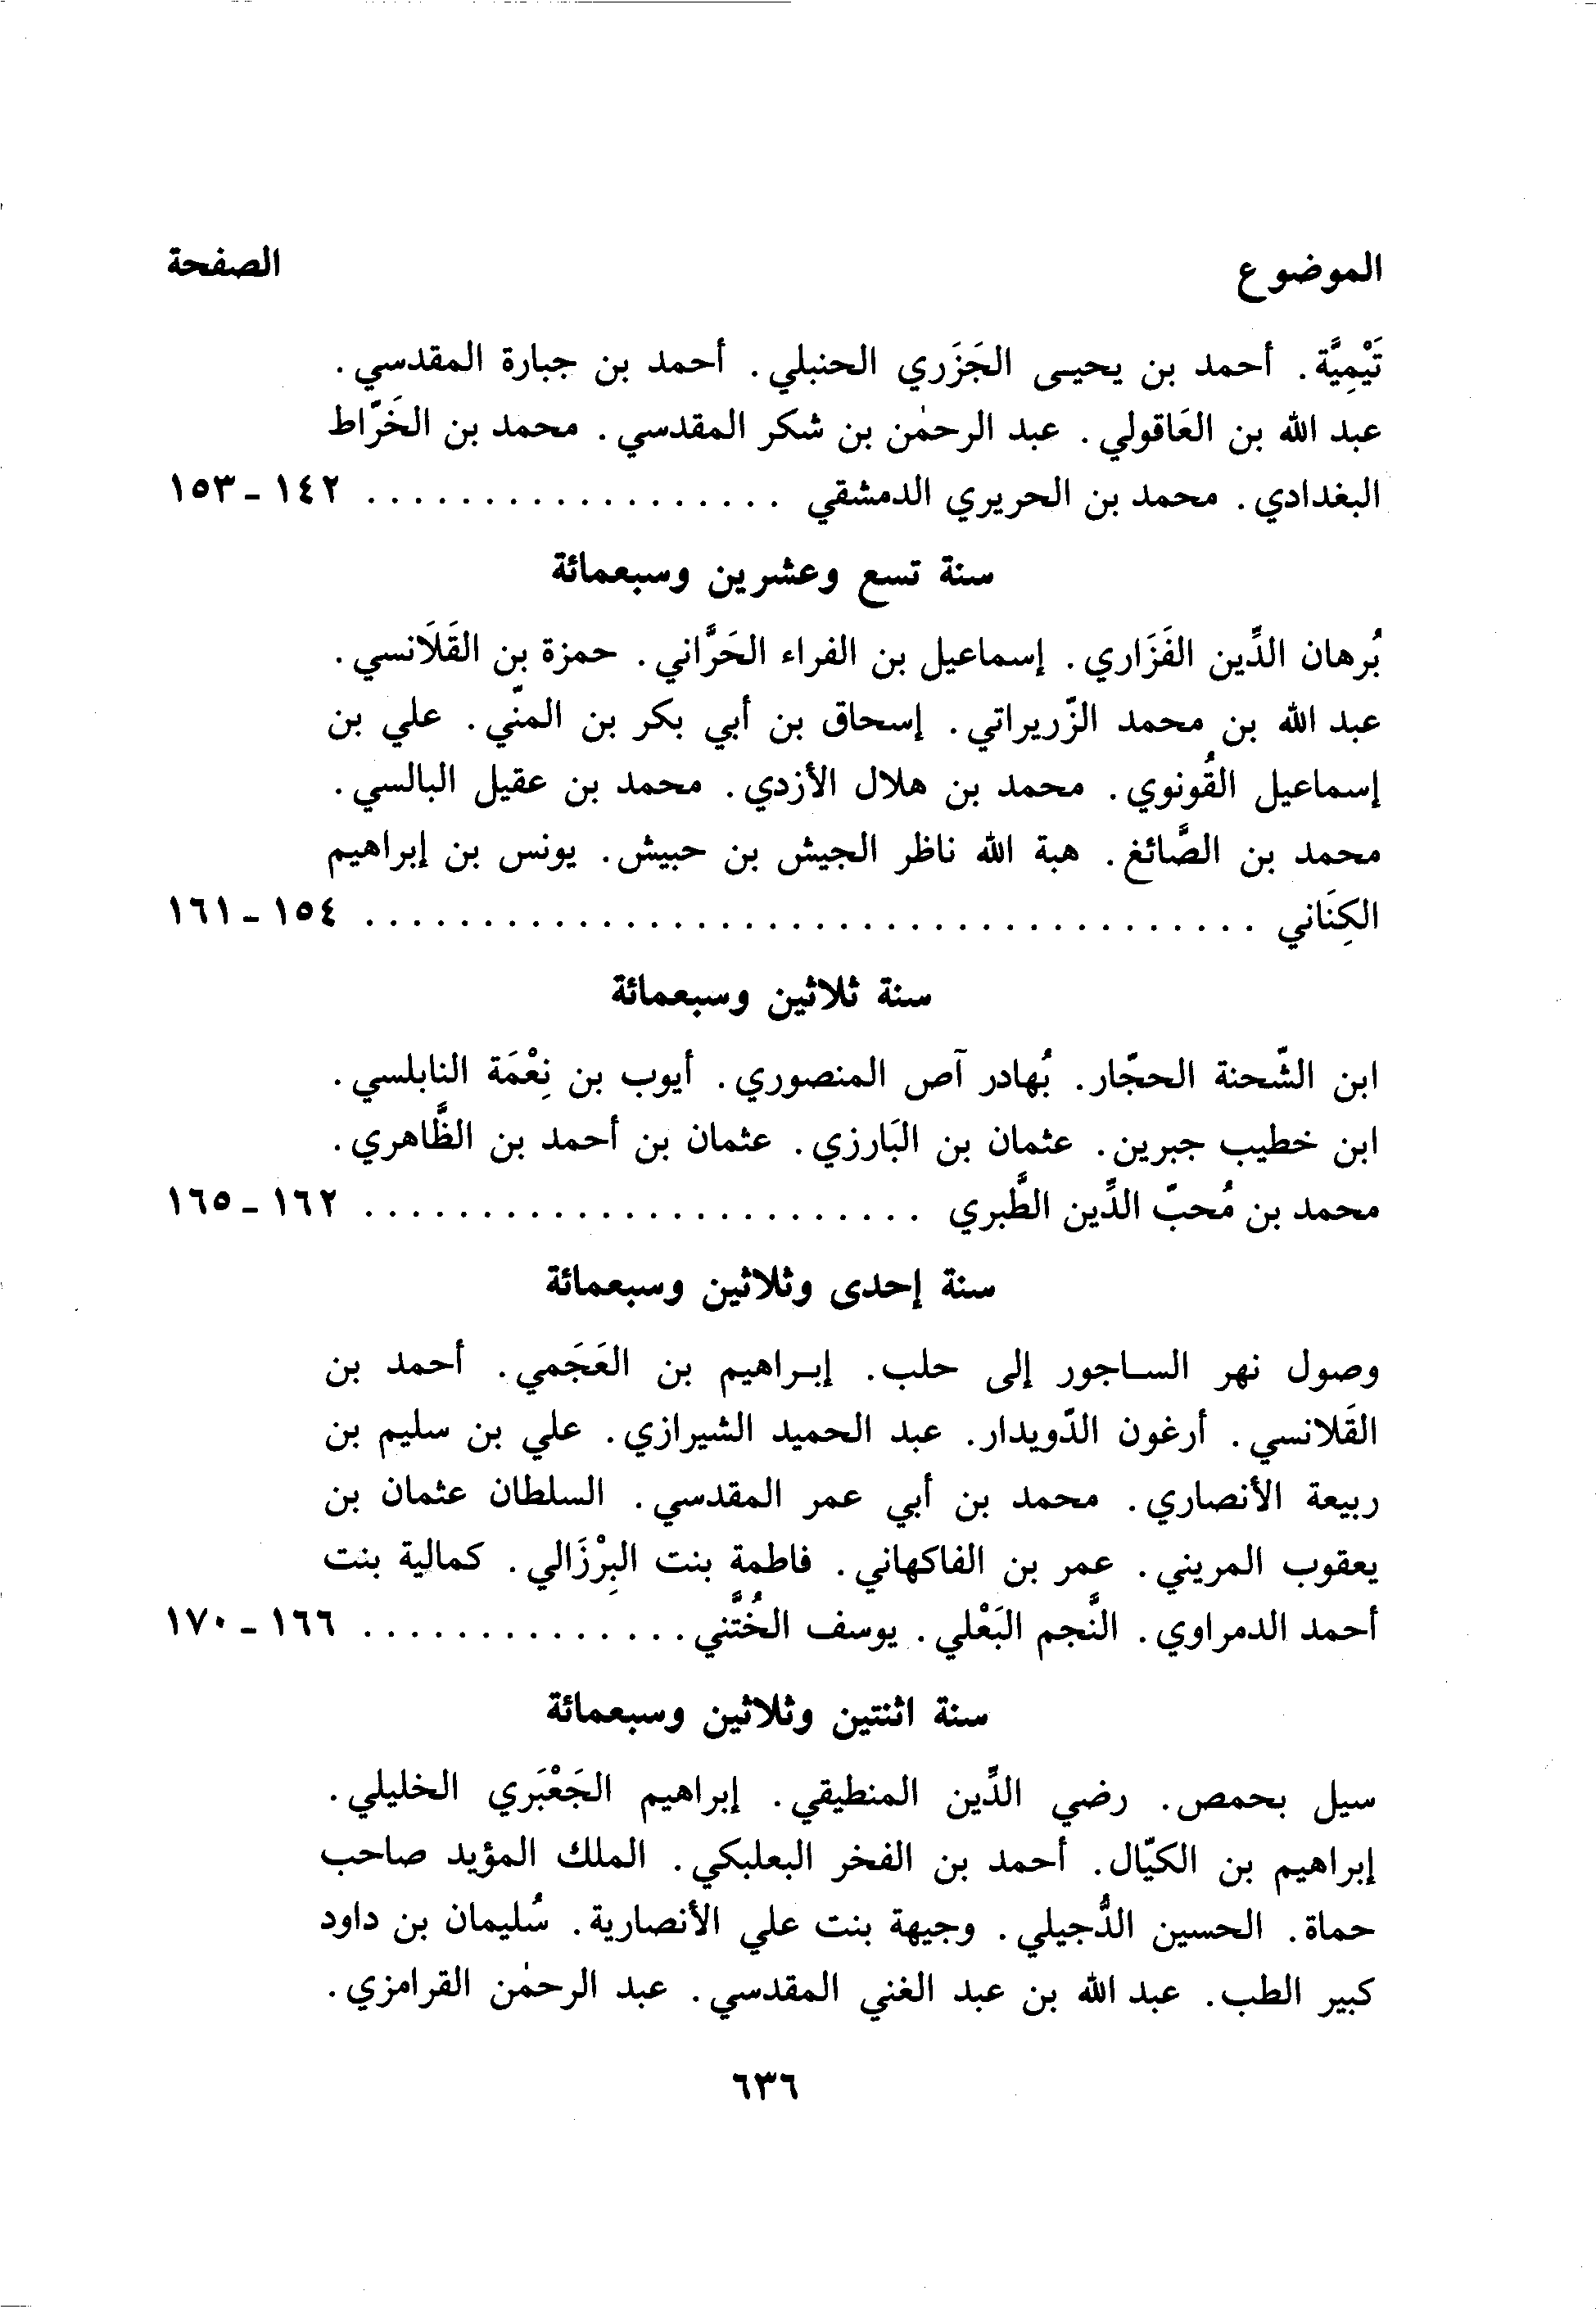 الموضوع الصفحة
تَيْمِيَّة. أحمد بن يحيى الجَزَري الحنبلي. أحمد بن جبارة المقدسي.
عبد الله بن العَاقولي. عبد الرحمٰن بن شكر المقدسي. محمد بن الخَرّاط
البغدادي. محمد بن الحريري الدمشقي . . . . . . . . . . . . . . . . . . ١٤٢ ـ ١٥٣
سنة تسع وعشرين وسبعمائة
بُرهان الدِّين الفَزَاري. إسماعيل بن الفراء الحَرَّاني. حمزة بن القَلَانسي.
عبد الله بن محمد الزّريراتي. إسحاق بن أبي بكر بن المنّي. علي بن
إسماعيل القُونوي. محمد بن هلال الأزدي. محمد بن عقيل البالسي.
محمد بن الصَّائغ. هبة الله ناظر الجيش بن حبيش. يونس بن إبراهيم
الكِنَاني . . . . . . . . . . . . . . . . . . . . . . . . . . . . . . . . . . . . . . ١٥٤ ـ ١٦١
سنة ثلاثين وسبعمائة
ابن الشّحنة الحجّار. بُهادر آص المنصوري. أيوب بن نِعْمَة النابلسي.
ابن خطيب جبرين. عثمان بن البَارزي. عثمان بن أحمد بن الظَّاهري.
محمد بن مُحبّ الدِّين الطَّبري . . . . . . . . . . . . . . . . . . . . . . . . ١٦٢ ـ ١٦٥
سنة إحدى وثلاثين وسبعمائة
وصول نهر الساجور إلى حلب. إبراهيم بن العَجَمي. أحمد بن
القَلانسي. أرغون الدّويدار. عبد الحميد الشيرازي. علي بن سليم بن
ربيعة الأنصاري. محمد بن أبي عمر المقدسي. السلطان عثمان بن
يعقوب المريني. عمر بن الفاكهاني. فاطمة بنت البِرْزَالي. كمالية بنت
أحمد الدمراوي. النَّجم البَعْلي. يوسف الخُتَّني . . . . . . . . . . . . . . ١٦٦ ـ ١٧٠
سنة اثنتين وثلاثين وسبعمائة
سيل بحمص. رضي الدِّين المنطيقي. إبراهيم الجَعْبَري الخليلي.
إبراهيم بن الكيّال. أحمد بن الفخر البعلبكي. الملك المؤيد صاحب
حماة. الحسين الدُّجيلي. وجيهة بنت علي الأنصارية. سُليمان بن داود
كبير الطب. عبد الله بن عبد الغني المقدسي. عبد الرحمٰن القرامزي.
٦٣٦